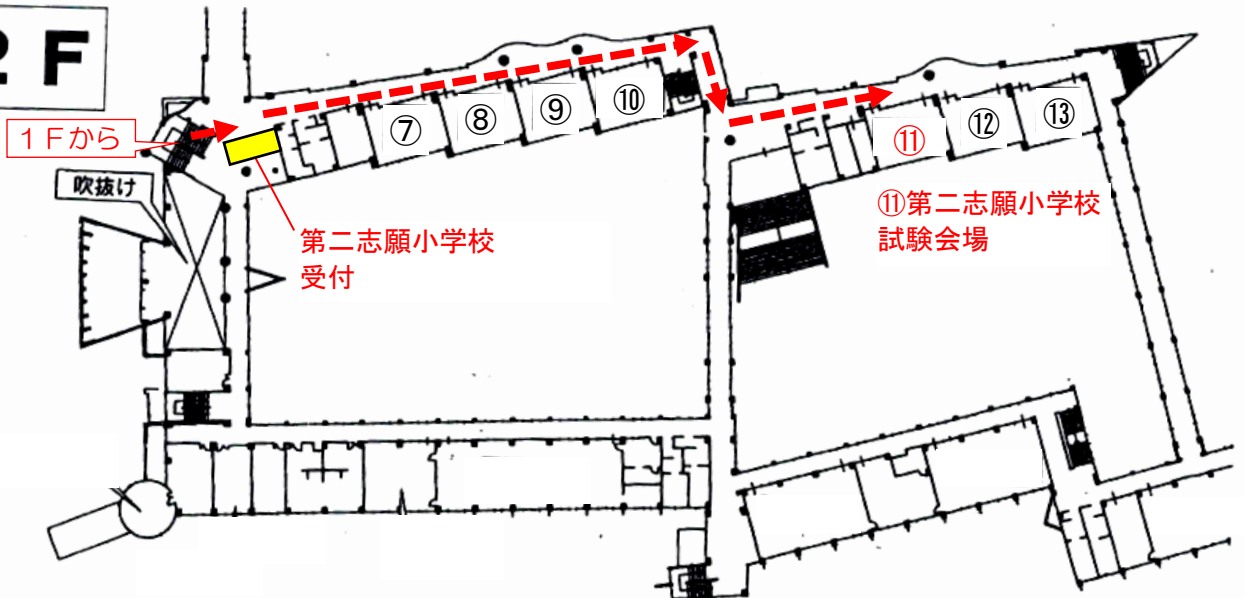 2F
1Fから
吹抜け
⑦
⑧
⑨
⑩
⑪
⑫
⑬
第二志願小学校
受付
⑪第二志願小学校
試験会場